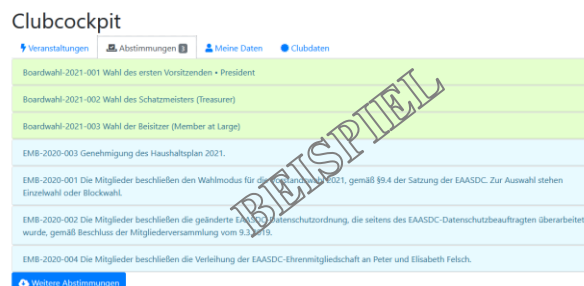 Clubcockpit
Veranstaltungen Abstimmungen 3 Meine Daten Clubdaten
Boardwahl-2021-001 Wahl des ersten Vorsitzenden • President
Boardwahl-2021-002 Wahl des Schatzmeisters (Treasurer)
Boardwahl-2021-003 Wahl der Beisitzer (Member at Large)
EMB-2020-003 Genehmigung des Haushaltsplan 2021.
EMB-2020-001 Die Mitglieder beschließen den Wahlmodus für die Vorstandswahl 2021, gemäß §9.4 der Satzung der EAASDC. Zur Auswahl stehen
Einzelwahl oder Blockwahl.
EMB-2020-002 Die Mitglieder beschließen die geänderte EAASDC-Datenschutzordnung, die seitens des EAASDC-Datenschutzbeauftragten überarbeitet
wurde, gemäß Beschluss der Mitgliederversammlung vom 9.3.2019.
EMB-2020-004 Die Mitglieder beschließen die Verleihung der EAASDC-Ehrenmitgliedschaft an Peter und Elisabeth Felsch.
Weitere Abstimmungen
BEISPIEL